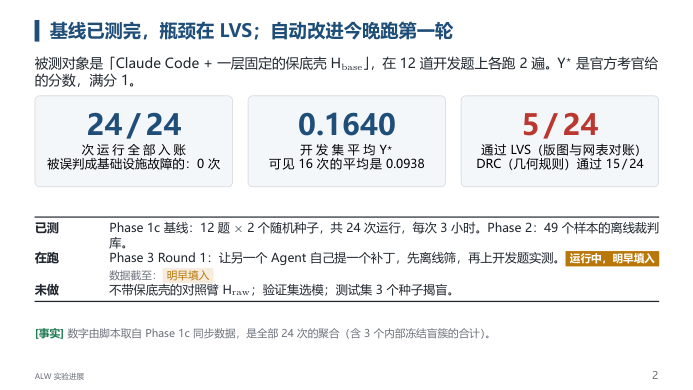 基线已测完，瓶颈在 LVS；自动改进今晚跑第一轮
被测对象是「Claude Code + 一层固定的保底壳 H_base」，在 12 道开发题上各跑 2 遍。Y* 是官方考官给
的分数，满分 1。
24/24
次运行全部入账
被误判成基础设施故障的：0 次
0.1640
开发集平均 Y*
可见 16 次的平均是 0.0938
5/24
通过 LVS（版图与网表对账）
DRC（几何规则）通过 15/24
已测 Phase 1c 基线：12 题 × 2 个随机种子，共 24 次运行，每次 3 小时。Phase 2：49 个样本的离线裁判
库。
在跑 Phase 3 Round 1：让另一个 Agent 自己提一个补丁，先离线筛，再上开发题实测。 运行中，明早填入
数据截至： 明早填入
未做 不带保底壳的对照臂 H_raw；验证集选模；测试集 3 个种子揭盲。
[事实] 数字由脚本取自 Phase 1c 同步数据，是全部 24 次的聚合（含 3 个内部冻结盲簇的合计）。
ALW 实验进展
2